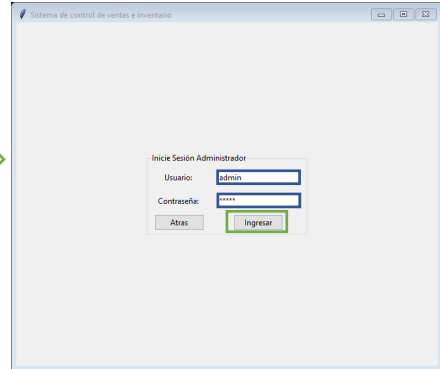 Sistema de control de ventas e inventario
Inicie Sesión Administrador
Usuario: admin
Contraseña: *****
Atras Ingresar